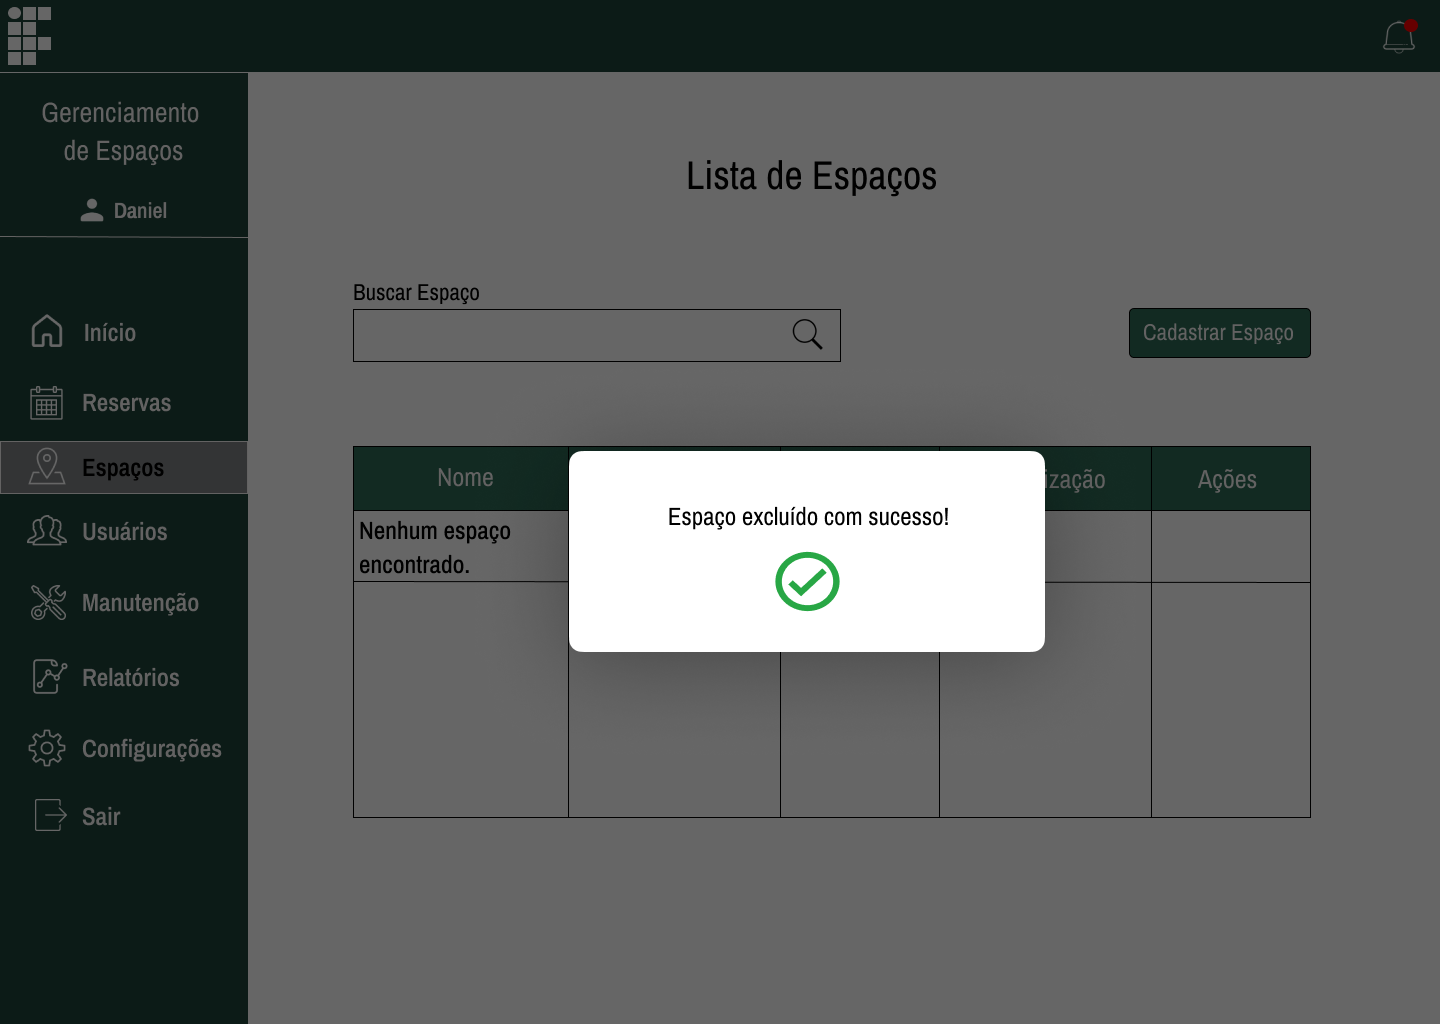 Gerenciamento
de Espaços
Daniel
Início
Reservas
Espaços
Usuários
Manutenção
Relatórios
Configurações
Sair
Lista de Espaços
Buscar Espaço
Cadastrar Espaço
Nome
ização
Ações
Nenhum espaço
encontrado.
Espaço excluído com sucesso!